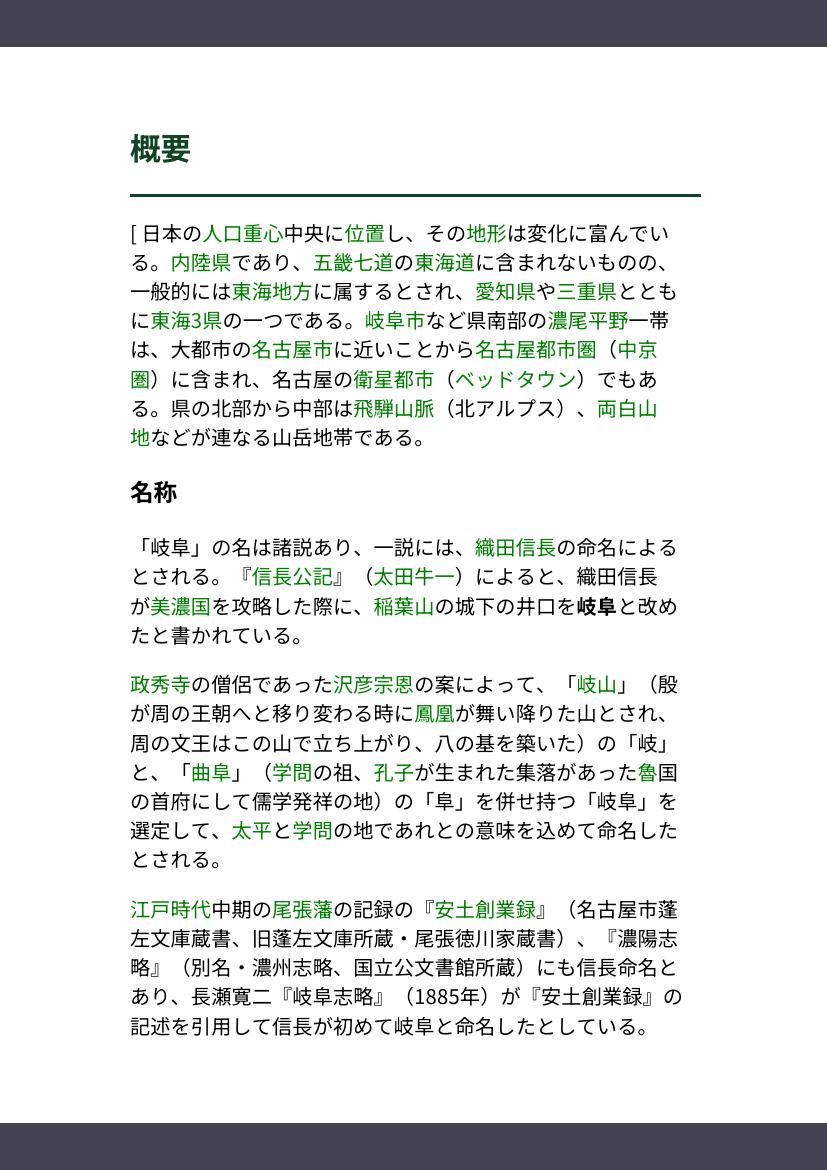 概要
[ 日本の人口重心中央に位置し、その地形は変化に富んでい
る。内陸県であり、五畿七道の東海道に含まれないものの、
一般的には東海地方に属するとされ、愛知県や三重県ととも
に東海3県の一つである。岐阜市など県南部の濃尾平野一帯
は、大都市の名古屋市に近いことから名古屋都市圏（中京
圏）に含まれ、名古屋の衛星都市（ベッドタウン）でもあ
る。県の北部から中部は飛騨山脈（北アルプス）、両白山
地などが連なる山岳地帯である。
名称
「岐阜」の名は諸説あり、一説には、織田信長の命名による
とされる。『信長公記』（太田牛一）によると、織田信長
が美濃国を攻略した際に、稲葉山の城下の井口を岐阜と改め
たと書かれている。
政秀寺の僧侶であった沢彦宗恩の案によって、「岐山」（殷
が周の王朝へと移り変わる時に鳳凰が舞い降りた山とされ、
周の文王はこの山で立ち上がり、八の基を築いた）の「岐」
と、「曲阜」（学問の祖、孔子が生まれた集落があった魯国
の首府にして儒学発祥の地）の「阜」を併せ持つ「岐阜」を
選定して、太平と学問の地であれとの意味を込めて命名した
とされる。
江戸時代中期の尾張藩の記録の『安土創業録』（名古屋市蓬
左文庫蔵書、旧蓬左文庫所蔵・尾張徳川家蔵書）、『濃陽志
略』（別名・濃州志略、国立公文書館所蔵）にも信長命名と
あり、長瀬寛二『岐阜志略』（1885年）が『安土創業録』の
記述を引用して信長が初めて岐阜と命名したとしている。